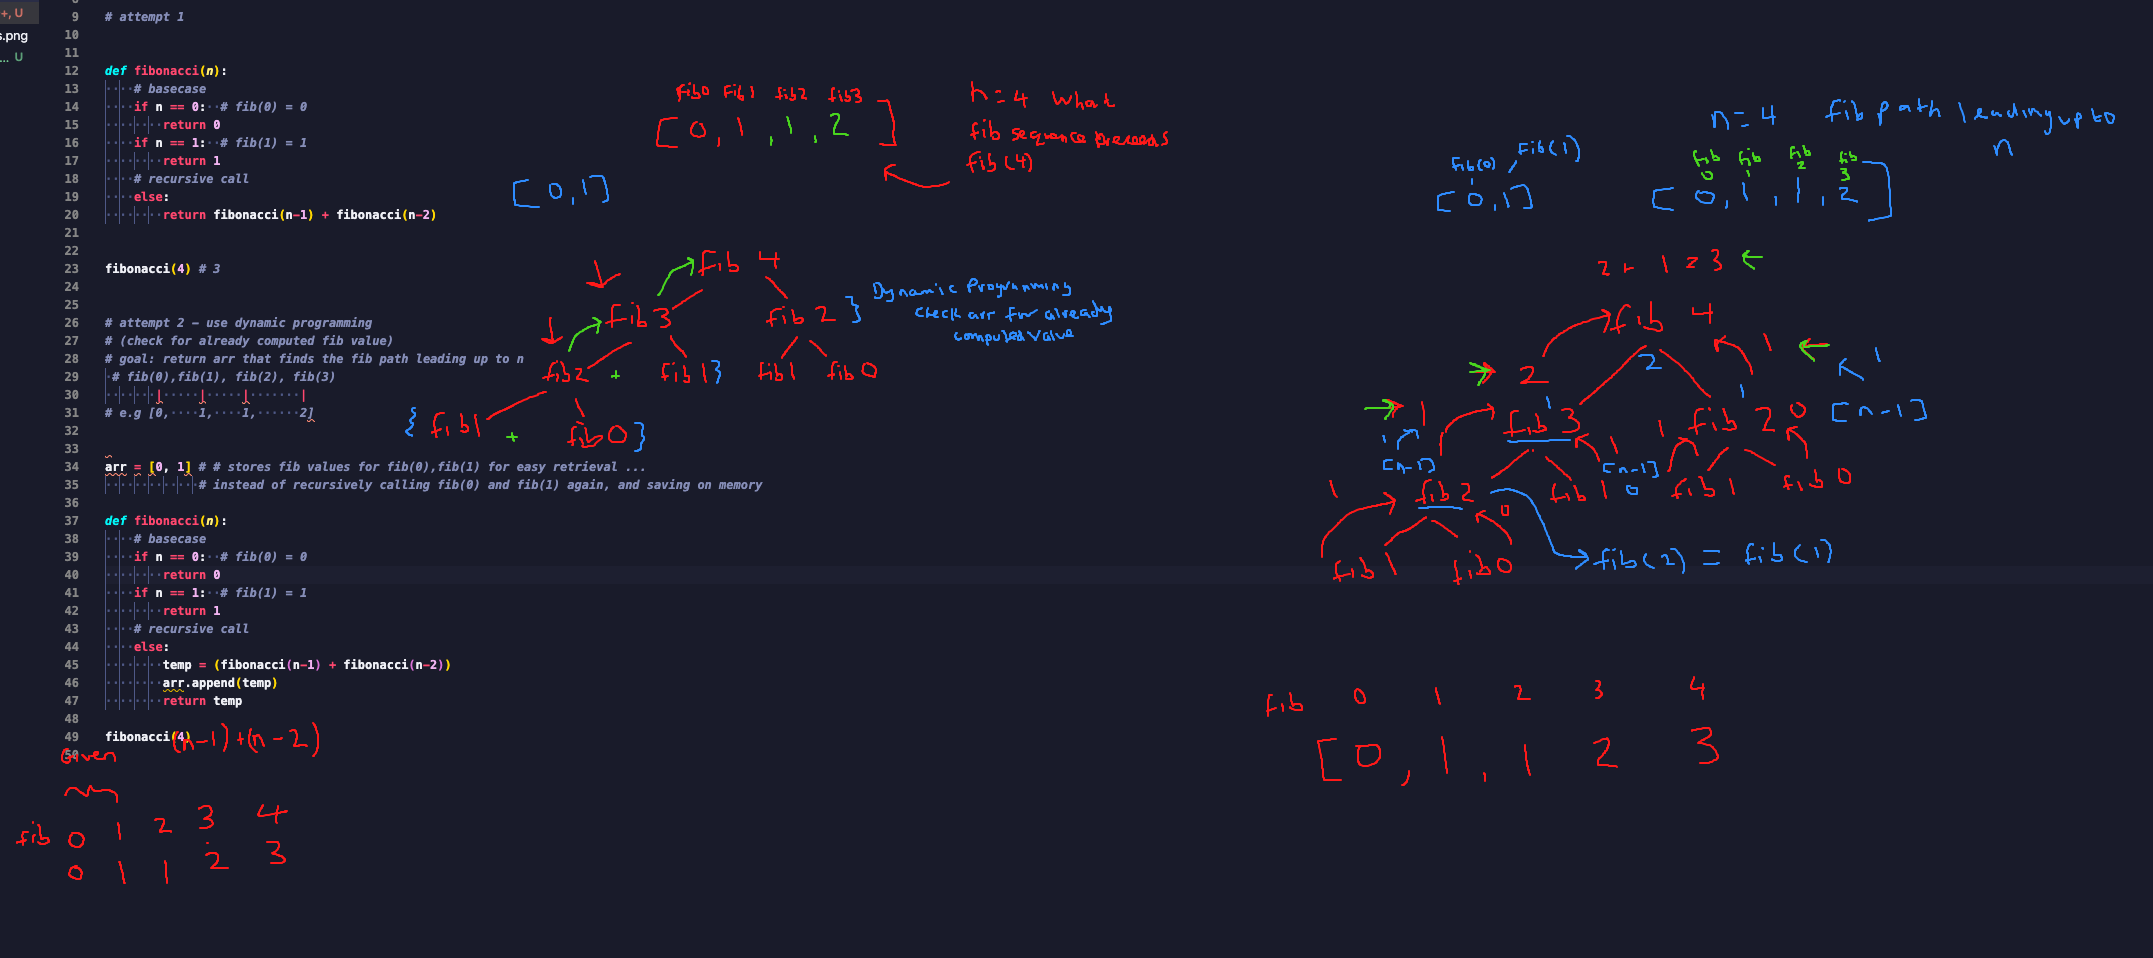 +, U
s.png
... U
8
9 # attempt 1
10
11
12 def fibonacci(n):
13 # basecase
14 if n == 0: # fib(0) = 0
15 return 0
16 if n == 1: # fib(1) = 1
17 return 1
18 # recursive call
19 else:
20 return fibonacci(n-1) + fibonacci(n-2)
21
22
23 fibonacci(4) # 3
24
25
26 # attempt 2 - use dynamic programming
27 # (check for already computed fib value)
28 # goal: return arr that finds the fib path leading up to n
29 # fib(0),fib(1), fib(2), fib(3)
30 | | | |
31 # e.g [0, 1, 1, 2]
32
33
34 arr = [0, 1] # # stores fib values for fib(0),fib(1) for easy retrieval ...
35 # instead of recursively calling fib(0) and fib(1) again, and saving on memory
36
37 def fibonacci(n):
38 # basecase
39 if n == 0: # fib(0) = 0
40 return 0
41 if n == 1: # fib(1) = 1
42 return 1
43 # recursive call
44 else:
45 temp = (fibonacci(n-1) + fibonacci(n-2))
46 arr.append(temp)
47 return temp
48
49 fibonacci(4)
50
(n-1)+(n-2)
Given
fib 0 1 2 3 4
0 1 1 2 3
fib0 fib1 fib2 fib3
[0, 1, 1, 2]
n=4 what
fib sequence preceeds
fib(4)
[0,1]
fib 4
fib 3 fib 2 }
fib2 + fib1} fib1 fib0
{ fib1 + fib0}
Dynamic Programming
check arr for already
computed value
n=4 fib path leading up to
n
fib(0) fib(1)
[0,1]
fib fib fib fib
0 1 2 3
[0, 1, 1, 2]
2 + 1 = 3
fib 4
2 2 1 1
1 1 1
fib 3 fib 2 0 [n-1]
1 1 1
[n-1] [n-1]
1 fib 2 0 fib 1 0 fib 1 fib 0
fib1 fib0
fib(2) = fib(1)
fib 0 1 2 3 4
[0, 1, 1 2 3